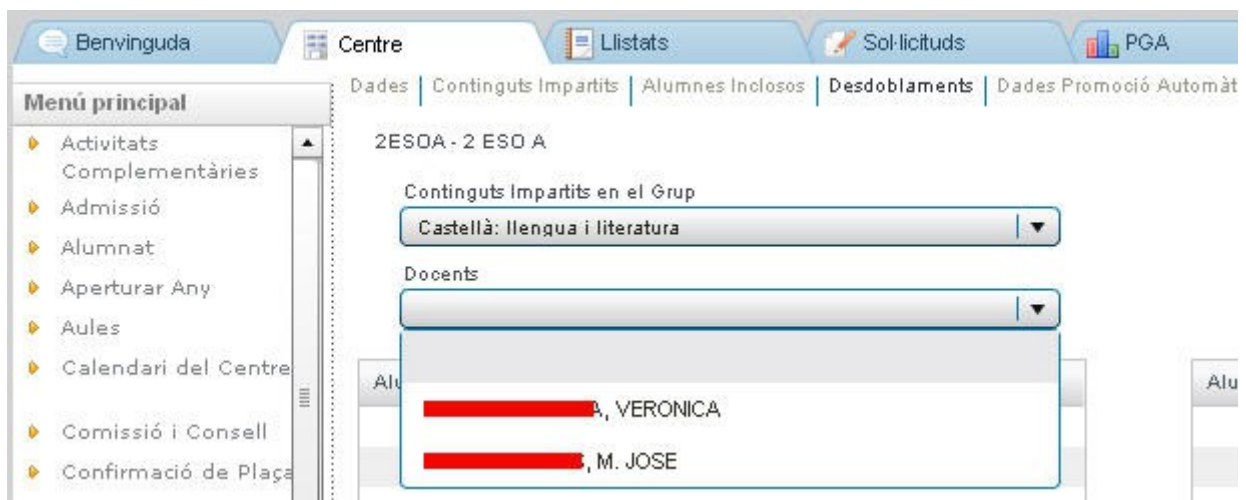 Benvinguda
Centre
Llistats
Sol·licituds
PGA
Menú principal
Dades | Continguts Impartits | Alumnes Inclosos | Desdoblaments | Dades Promoció Automàt
Activitats
Complementàries
Admissió
Alumnat
Aperturar Any
Aules
Calendari del Centre
Comissió i Consell
Confirmació de Plaça
2ESOA - 2 ESO A
Continguts Impartits en el Grup
Castellà: llengua i literatura
Docents
Alu
Alu
A, VERONICA
, M. JOSE